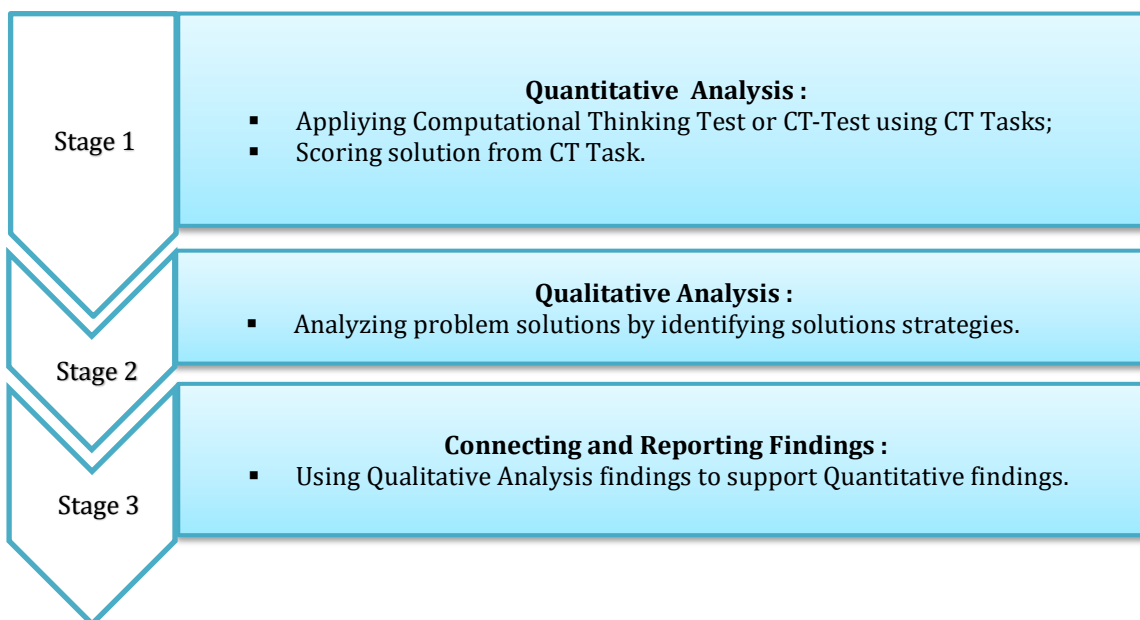 Stage 1
Quantitative Analysis :
▪ Appliying Computational Thinking Test or CT-Test using CT Tasks;
▪ Scoring solution from CT Task.
Stage 2
Qualitative Analysis :
▪ Analyzing problem solutions by identifying solutions strategies.
Stage 3
Connecting and Reporting Findings :
▪ Using Qualitative Analysis findings to support Quantitative findings.